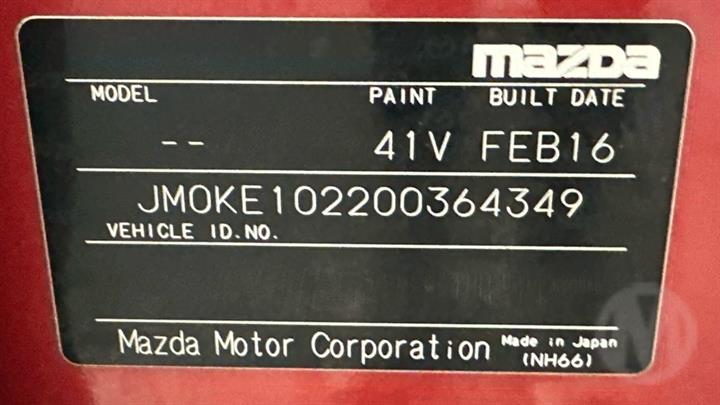 mazda
MODEL PAINT BUILT DATE
-- 41V FEB16
JM0KE102200364349
VEHICLE ID.NO.
Mazda Motor Corporation Made in Japan
(NH66)